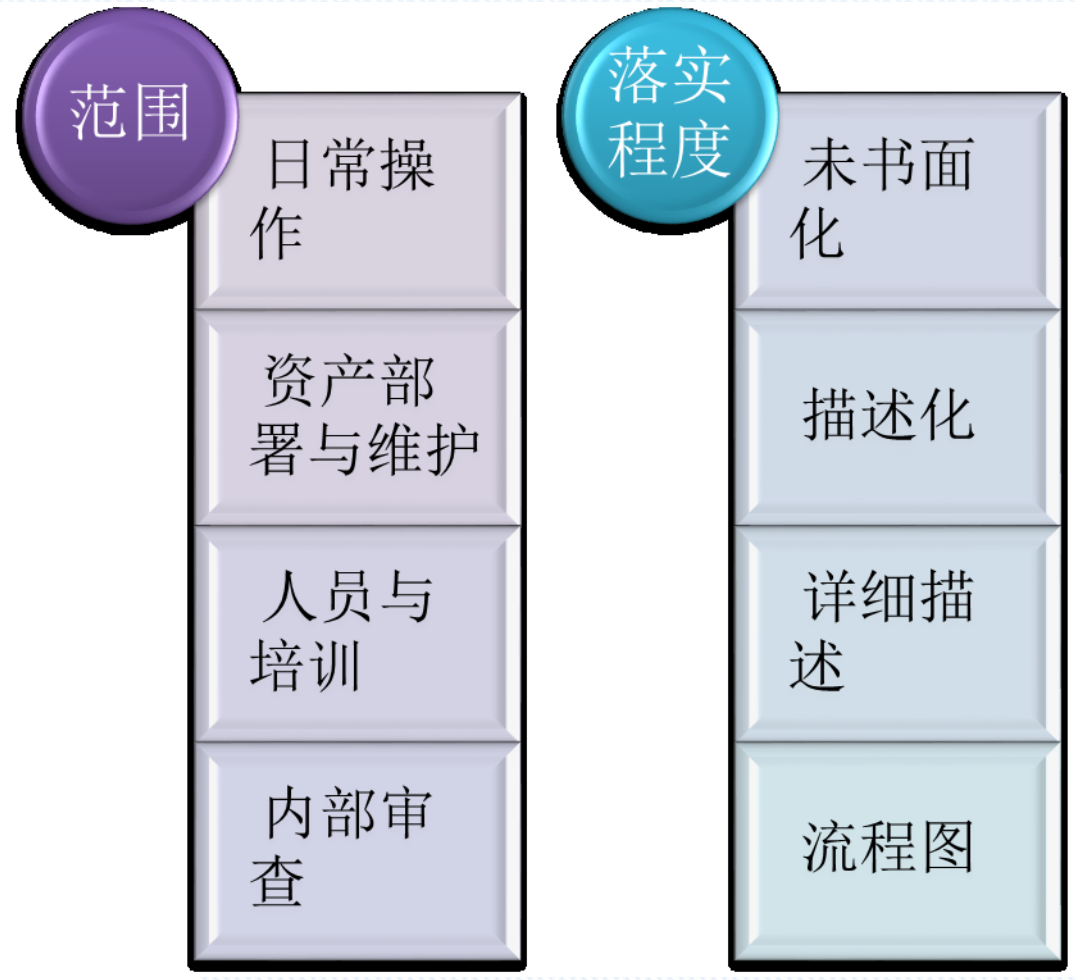 范围
日常操
作
资产部
署与维护
人员与
培训
内部审
查
落实
程度
未书面
化
描述化
详细描
述
流程图